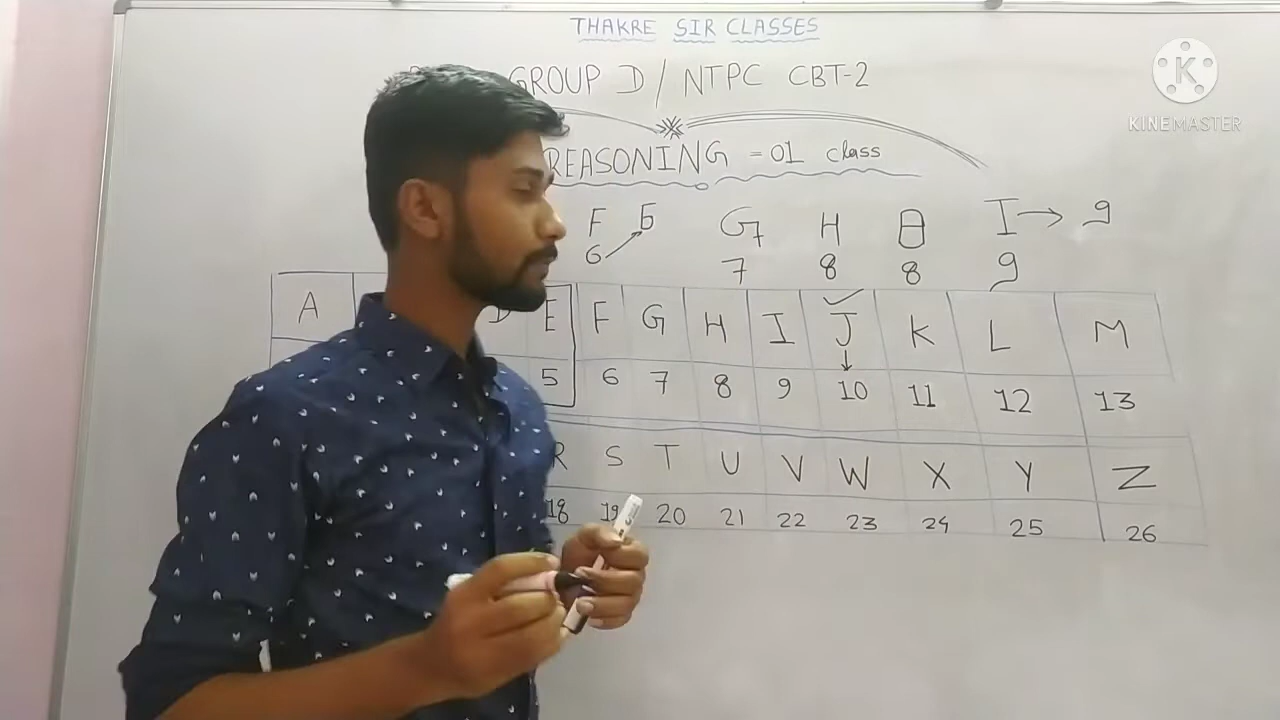 THAKRE SIR CLASSES
GROUP D / NTPC CBT-2
KINEMASTER
REASONING = 01 class
F G H I → 9
6 7 8 8 9
A E F G H I J K L M
5 6 7 8 9 10 11 12 13
R S T U V W X Y Z
18 19 20 21 22 23 24 25 26